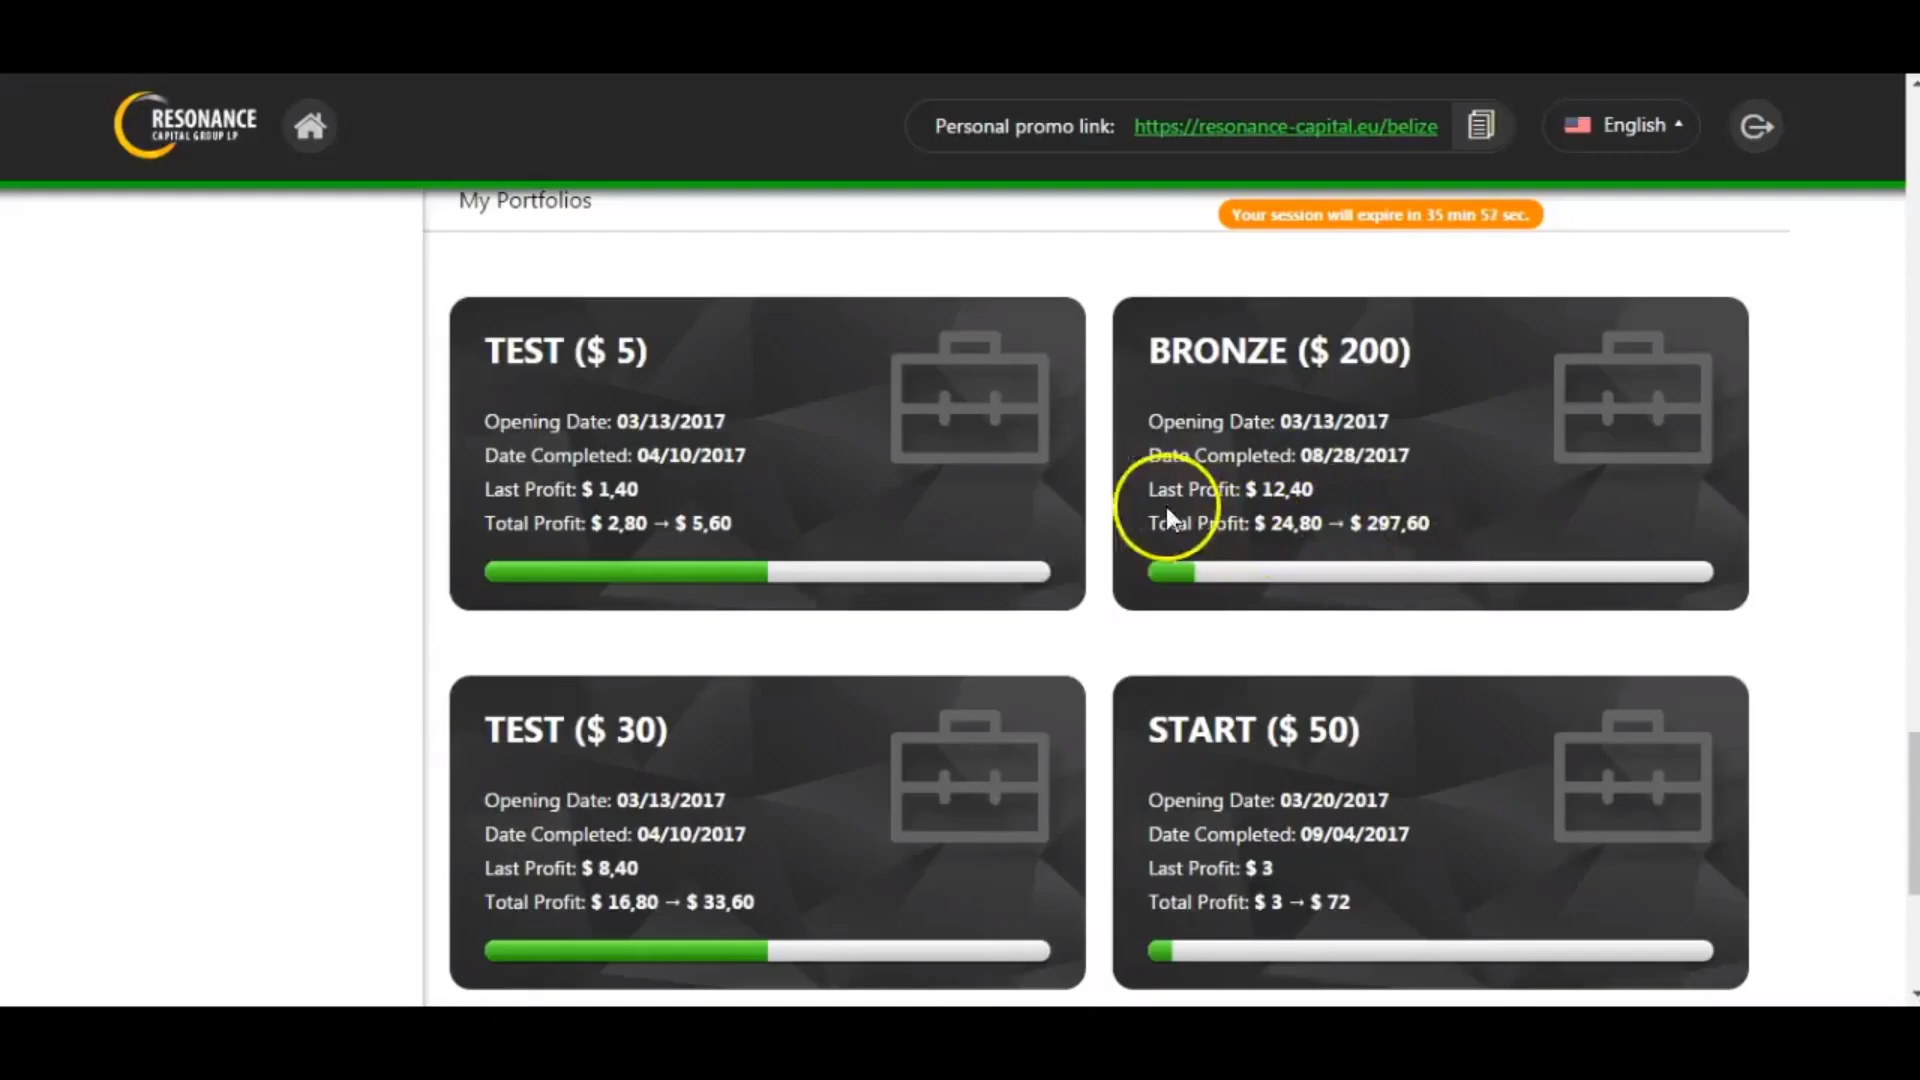 RESONANCE
CAPITAL GROUP LP
Personal promo link: https://resonance-capital.eu/belize
English
My Portfolios
Your session will expire in 35 min 52 sec.
TEST ($ 5)
Opening Date: 03/13/2017
Date Completed: 04/10/2017
Last Profit: $ 1,40
Total Profit: $ 2,80 → $ 5,60
BRONZE ($ 200)
Opening Date: 03/13/2017
Date Completed: 08/28/2017
Last Profit: $ 12,40
Total Profit: $ 24,80 → $ 297,60
TEST ($ 30)
Opening Date: 03/13/2017
Date Completed: 04/10/2017
Last Profit: $ 8,40
Total Profit: $ 16,80 → $ 33,60
START ($ 50)
Opening Date: 03/20/2017
Date Completed: 09/04/2017
Last Profit: $ 3
Total Profit: $ 3 → $ 72